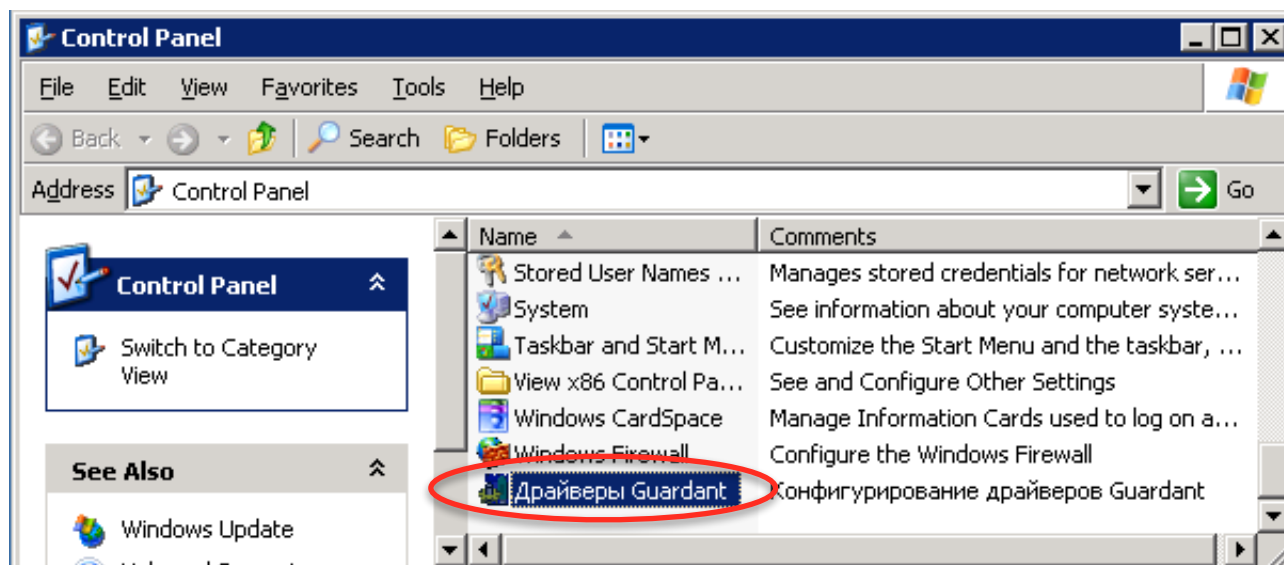 Control Panel
File Edit View Favorites Tools Help
Back Search Folders
Address Control Panel Go
Control Panel
Switch to Category
View
See Also
Windows Update
Name Comments
Stored User Names ... Manages stored credentials for network ser...
System See information about your computer syste...
Taskbar and Start M... Customize the Start Menu and the taskbar, ...
View x86 Control Pa... See and Configure Other Settings
Windows CardSpace Manage Information Cards used to log on a...
Windows Firewall Configure the Windows Firewall
Драйверы Guardant Конфигурирование драйверов Guardant